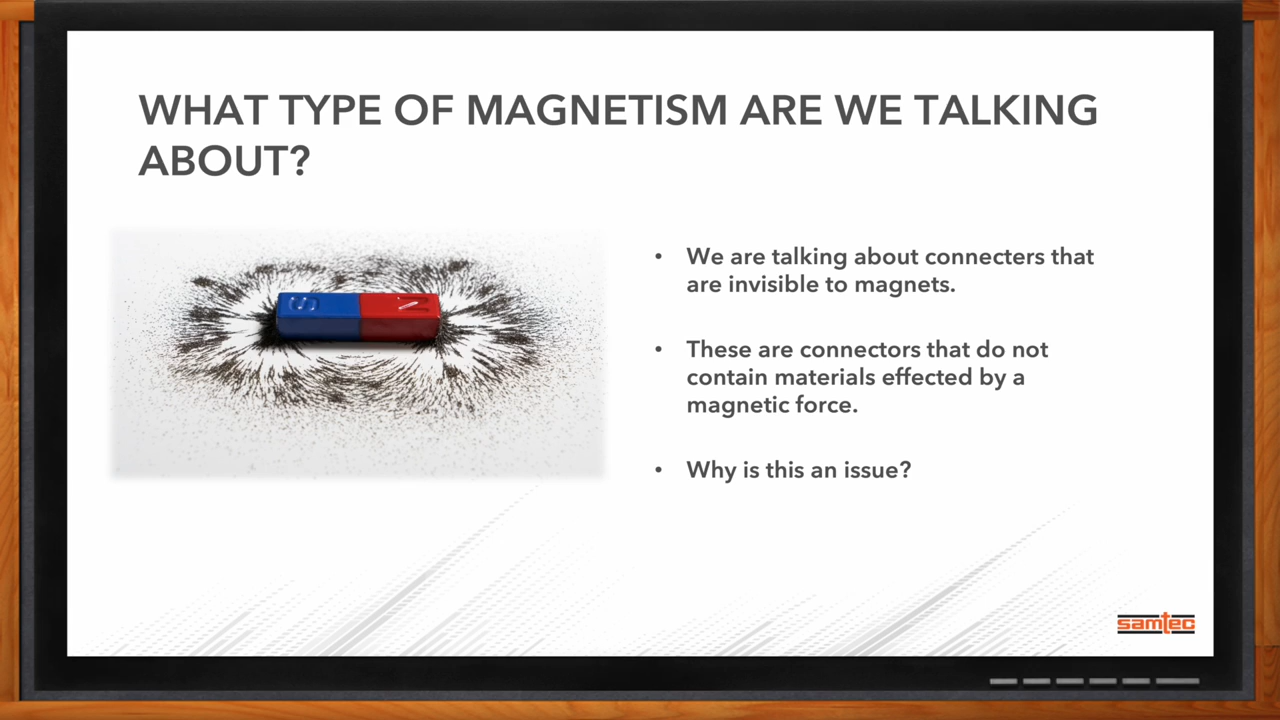 WHAT TYPE OF MAGNETISM ARE WE TALKING
ABOUT?
S N
• We are talking about connecters that
are invisible to magnets.
• These are connectors that do not
contain materials effected by a
magnetic force.
• Why is this an issue?
samtec